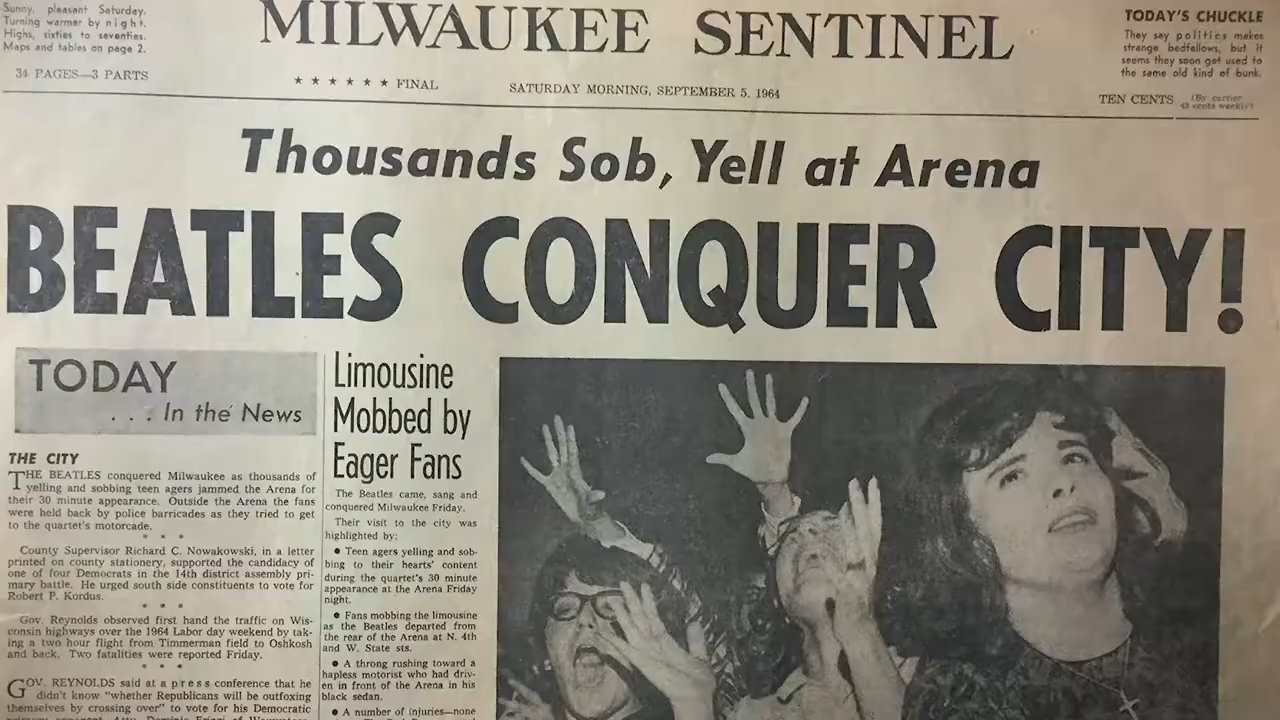 Sunny, pleasant Saturday.
Turning warmer by night.
Highs, sixties to seventies.
Maps and tables on page 2.
34 PAGES—3 PARTS
MILWAUKEE SENTINEL
★ ★ ★ ★ ★ ★ FINAL
SATURDAY MORNING, SEPTEMBER 5, 1964
TODAY'S CHUCKLE
They say politics makes
strange bedfellows, but it
seems they soon get used to
the same old kind of bunk.
TEN CENTS
(By carrier
43 cents weekly)
Thousands Sob, Yell at Arena
BEATLES CONQUER CITY!
TODAY
. . . In the News
THE CITY
THE BEATLES conquered Milwaukee as thousands of
yelling and sobbing teen agers jammed the Arena for
their 30 minute appearance. Outside the Arena the fans
were held back by police barricades as they tried to get
to the quartet's motorcade.
* * *
County Supervisor Richard C. Nowakowski, in a letter
printed on county stationery, supported the candidacy of
one of four Democrats in the 14th district assembly pri-
mary battle. He urged south side constituents to vote for
Robert P. Kordus.
* * *
Gov. Reynolds observed first hand the traffic on Wis-
consin highways over the 1964 Labor day weekend by tak-
ing a two hour flight from Timmerman field to Oshkosh
and back. Two fatalities were reported Friday.
* * *
GOV. REYNOLDS said at a press conference that he
didn't know "whether Republicans will be outfoxing
themselves by crossing over" to vote for his Democratic
Limousine
Mobbed by
Eager Fans
The Beatles came, sang and
conquered Milwaukee Friday.
Their visit to the city was
highlighted by:
● Teen agers yelling and sob-
bing to their hearts' content
during the quartet's 30 minute
appearance at the Arena Friday
night.
● Fans mobbing the limousine
as the Beatles departed from
the rear of the Arena at N. 4th
and W. State sts.
● A throng rushing toward a
hapless motorist who had driv-
en in front of the Arena in his
black sedan.
● A number of injuries—none